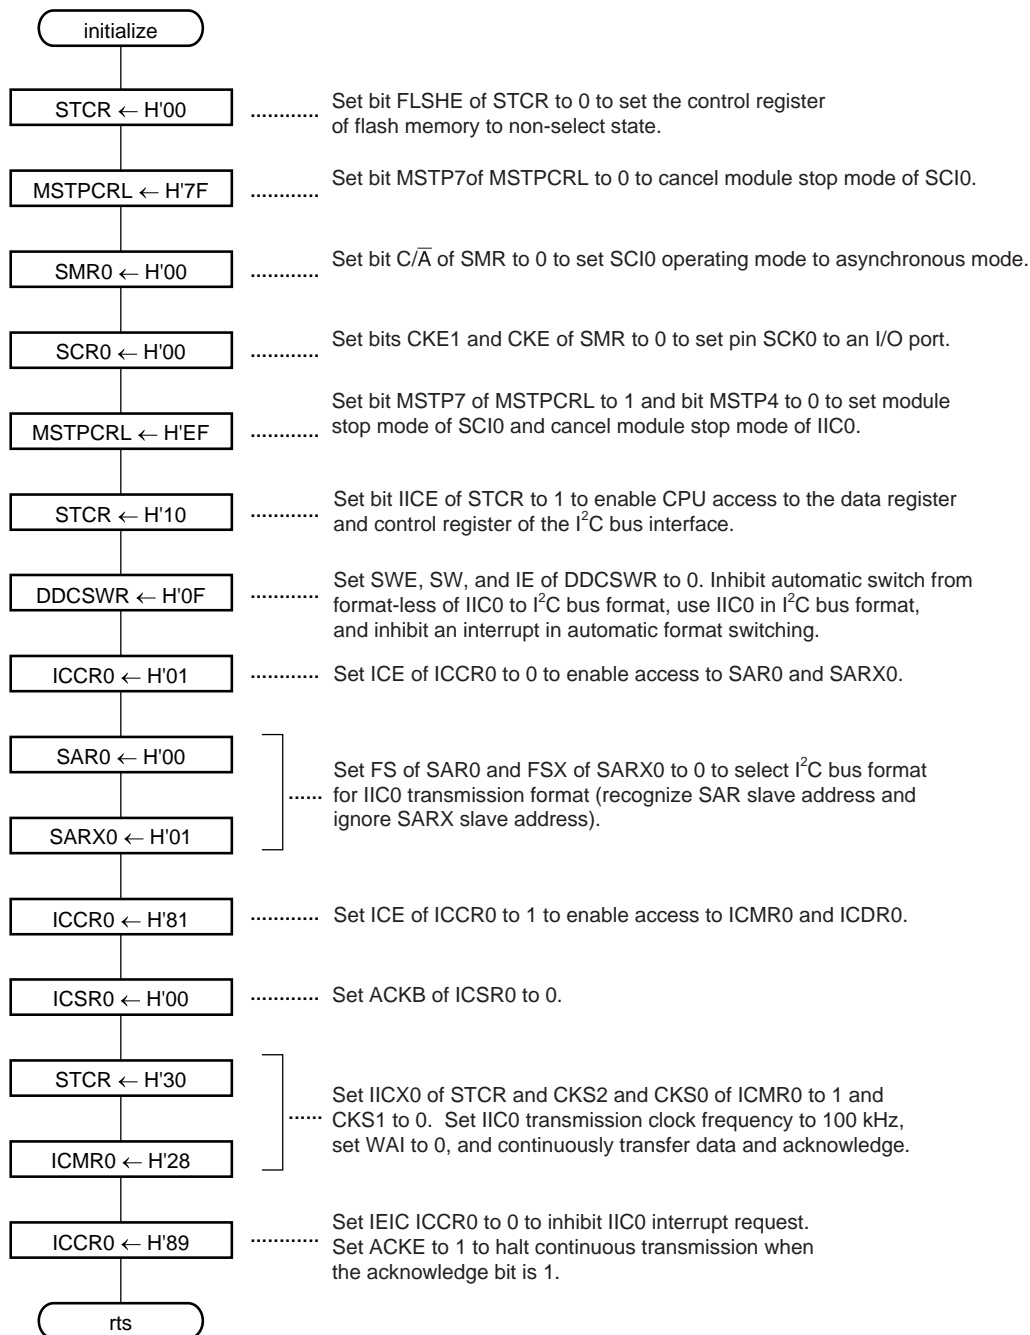 initialize
STCR ← H'00
............ Set bit FLSHE of STCR to 0 to set the control register
of flash memory to non-select state.
MSTPCRL ← H'7F
............ Set bit MSTP7of MSTPCRL to 0 to cancel module stop mode of SCI0.
SMR0 ← H'00
............ Set bit C/A̅ of SMR to 0 to set SCI0 operating mode to asynchronous mode.
SCR0 ← H'00
............ Set bits CKE1 and CKE of SMR to 0 to set pin SCK0 to an I/O port.
MSTPCRL ← H'EF
............ Set bit MSTP7 of MSTPCRL to 1 and bit MSTP4 to 0 to set module
stop mode of SCI0 and cancel module stop mode of IIC0.
STCR ← H'10
............ Set bit IICE of STCR to 1 to enable CPU access to the data register
and control register of the I²C bus interface.
DDCSWR ← H'0F
............ Set SWE, SW, and IE of DDCSWR to 0. Inhibit automatic switch from
format-less of IIC0 to I²C bus format, use IIC0 in I²C bus format,
and inhibit an interrupt in automatic format switching.
ICCR0 ← H'01
............ Set ICE of ICCR0 to 0 to enable access to SAR0 and SARX0.
SAR0 ← H'00
SARX0 ← H'01
...... Set FS of SAR0 and FSX of SARX0 to 0 to select I²C bus format
for IIC0 transmission format (recognize SAR slave address and
ignore SARX slave address).
ICCR0 ← H'81
............ Set ICE of ICCR0 to 1 to enable access to ICMR0 and ICDR0.
ICSR0 ← H'00
............ Set ACKB of ICSR0 to 0.
STCR ← H'30
ICMR0 ← H'28
...... Set IICX0 of STCR and CKS2 and CKS0 of ICMR0 to 1 and
CKS1 to 0. Set IIC0 transmission clock frequency to 100 kHz,
set WAI to 0, and continuously transfer data and acknowledge.
ICCR0 ← H'89
............ Set IEIC ICCR0 to 0 to inhibit IIC0 interrupt request.
Set ACKE to 1 to halt continuous transmission when
the acknowledge bit is 1.
rts